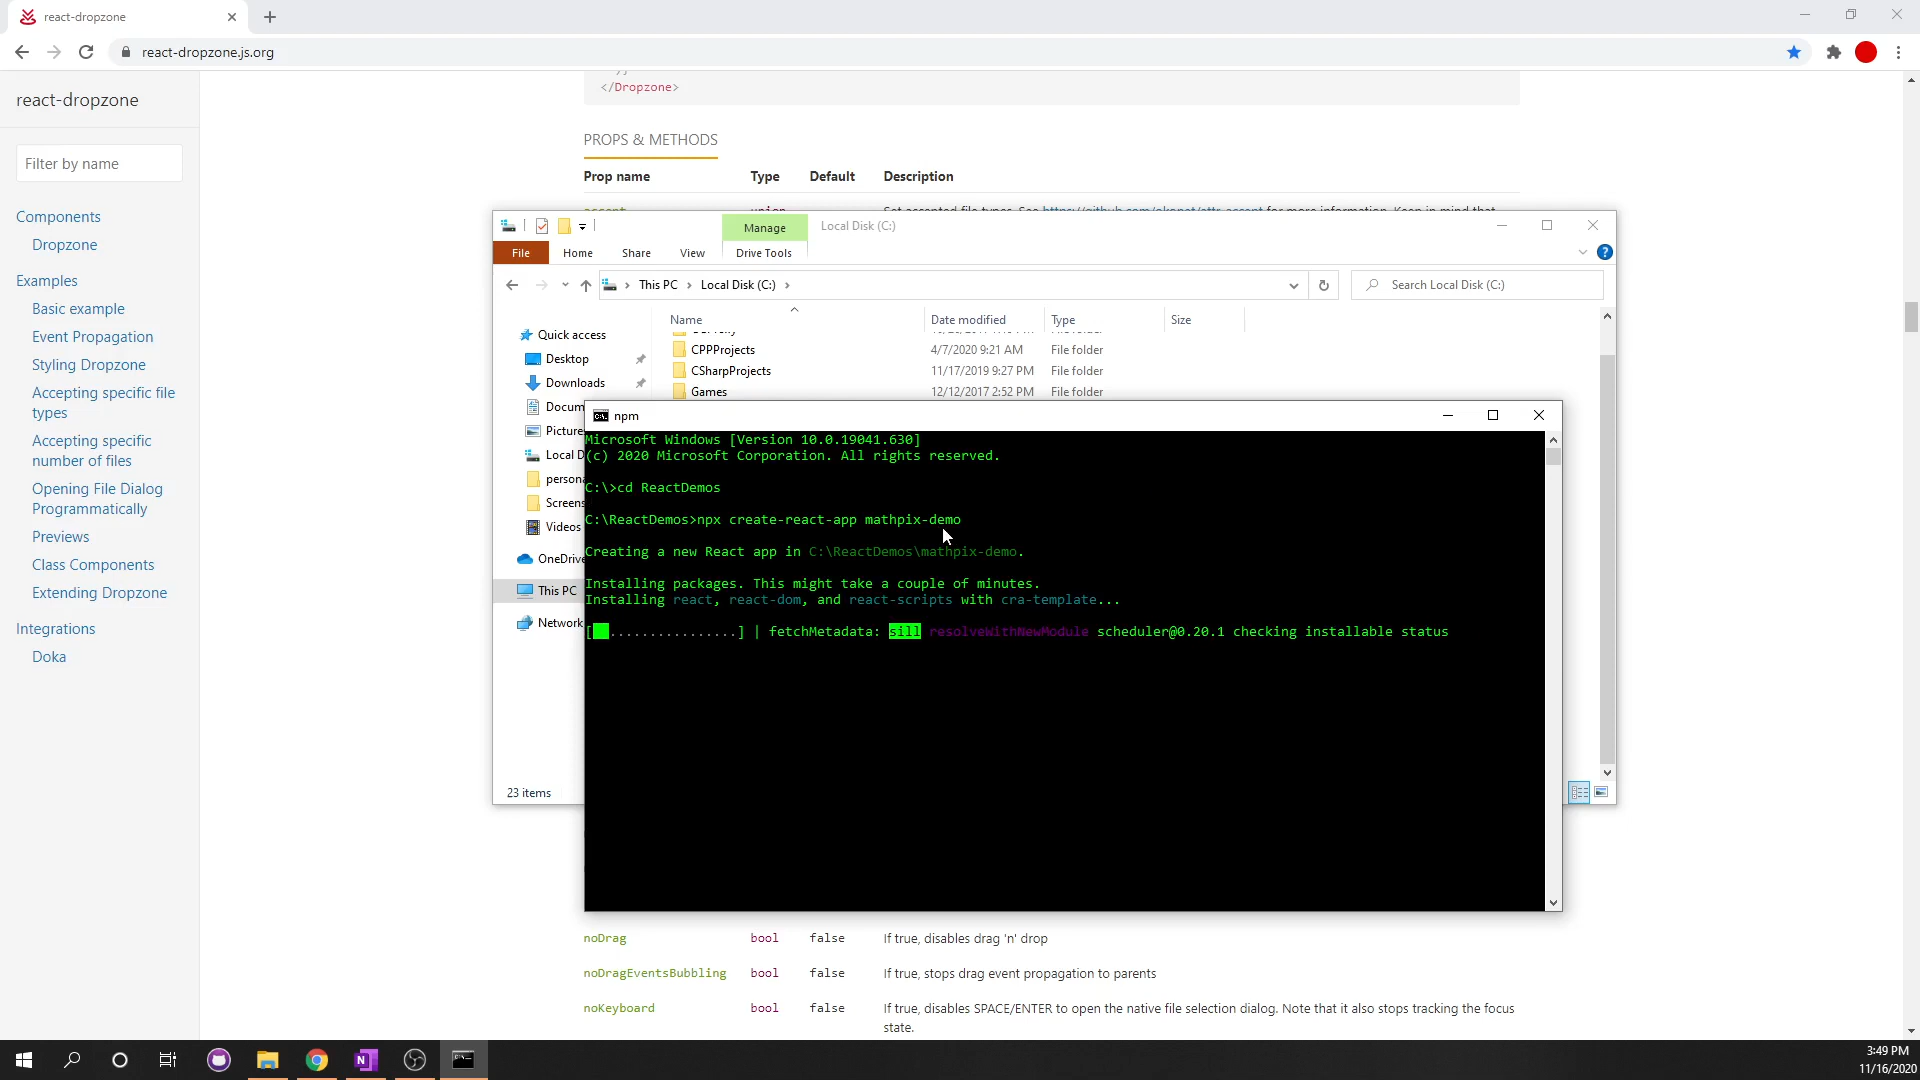 react-dropzone
react-dropzone.js.org
react-dropzone
Filter by name
Components
Dropzone
Examples
Basic example
Event Propagation
Styling Dropzone
Accepting specific file
types
Accepting specific
number of files
Opening File Dialog
Programmatically
Previews
Class Components
Extending Dropzone
Integrations
Doka
</Dropzone>
PROPS & METHODS
Prop name Type Default Description
Manage Local Disk (C:)
File Home Share View Drive Tools
This PC › Local Disk (C:) ›
Search Local Disk (C:)
Name Date modified Type Size
Quick access
Desktop
Downloads
Docum
Picture
Local D
persona
Screens
Videos
OneDrive
This PC
Network
CPPProjects 4/7/2020 9:21 AM File folder
CSharpProjects 11/17/2019 9:27 PM File folder
Games 12/12/2017 2:52 PM File folder
23 items
npm
Microsoft Windows [Version 10.0.19041.630]
(c) 2020 Microsoft Corporation. All rights reserved.
C:\>cd ReactDemos
C:\ReactDemos>npx create-react-app mathpix-demo
Creating a new React app in C:\ReactDemos\mathpix-demo.
Installing packages. This might take a couple of minutes.
Installing react, react-dom, and react-scripts with cra-template...
[ ................] | fetchMetadata: sill resolveWithNewModule scheduler@0.20.1 checking installable status
noDrag bool false If true, disables drag 'n' drop
noDragEventsBubbling bool false If true, stops drag event propagation to parents
noKeyboard bool false If true, disables SPACE/ENTER to open the native file selection dialog. Note that it also stops tracking the focus
state.
3:49 PM
11/16/2020